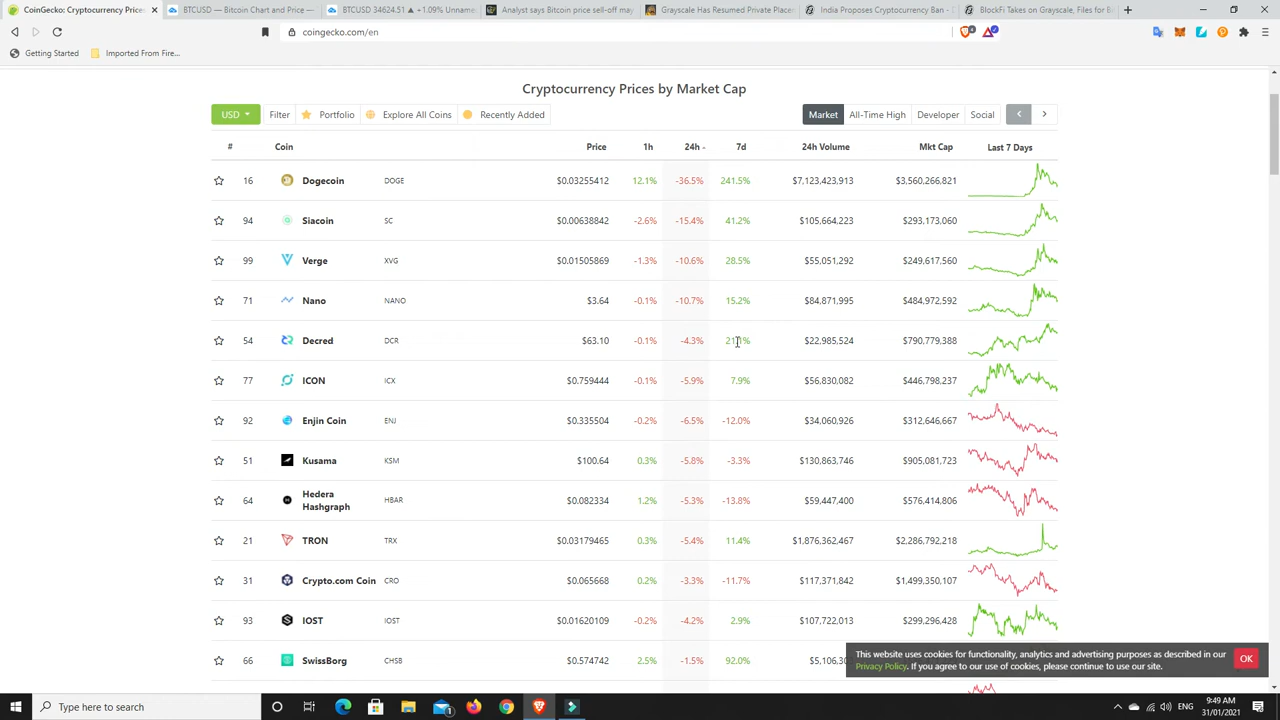 CoinGecko: Cryptocurrency Prices
BTCUSD — Bitcoin Chart and Price —
BTCUSD 34624.51 ▲ +1.09% Unname
Analyst says Bitcoin price sell-off may
Grayscale Has Resumed Private Place
India Proposes Cryptocurrency Ban -
BlockFi Takes on Grayscale, Files for B
coingecko.com/en
Getting Started
Imported From Fire...
Cryptocurrency Prices by Market Cap
USD Filter Portfolio Explore All Coins Recently Added Market All-Time High Developer Social
# Coin Price 1h 24h 7d 24h Volume Mkt Cap Last 7 Days
16 Dogecoin DOGE $0.03255412 12.1% -36.5% 241.5% $7,123,423,913 $3,560,266,821
94 Siacoin SC $0.00638842 -2.6% -15.4% 41.2% $105,664,223 $293,173,060
99 Verge XVG $0.01505869 -1.3% -10.6% 28.5% $55,051,292 $249,617,560
71 Nano NANO $3.64 -0.1% -10.7% 15.2% $84,871,995 $484,972,592
54 Decred DCR $63.10 -0.1% -4.3% $22,985,524 $790,779,388
77 ICON ICX $0.759444 -0.1% -5.9% 7.9% $56,830,082 $446,798,237
92 Enjin Coin ENJ $0.335504 -0.2% -6.5% -12.0% $34,060,926 $312,646,667
51 Kusama KSM $100.64 0.3% -5.8% -3.3% $130,863,746 $905,081,723
64 Hedera Hashgraph HBAR $0.082334 1.2% -5.3% -13.8% $59,447,400 $576,414,806
21 TRON TRX $0.03179465 0.3% -5.4% 11.4% $1,876,362,467 $2,286,792,218
31 Crypto.com Coin CRO $0.065668 0.2% -3.3% -11.7% $117,371,842 $1,499,350,107
93 IOST IOST $0.01620109 -0.2% -4.2% 2.9% $107,722,013 $299,296,428
66 SwissBorg CHSB $0.574742 2.5% -1.5% 92.0% $5,106,30
This website uses cookies for functionality, analytics and advertising purposes as described in our
Privacy Policy. If you agree to our use of cookies, please continue to use our site.
OK
Type here to search
ENG
9:49 AM
31/01/2021